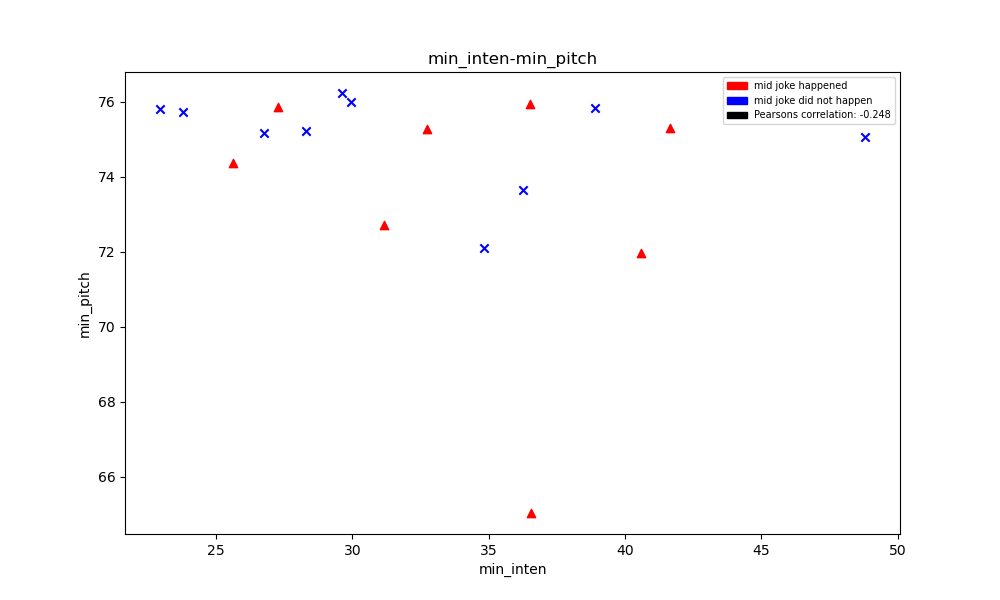 min_inten-min_pitch
mid joke happened
mid joke did not happen
Pearsons correlation: -0.248
76
74
72
70
68
66
min_pitch
25
30
35
40
45
50
min_inten